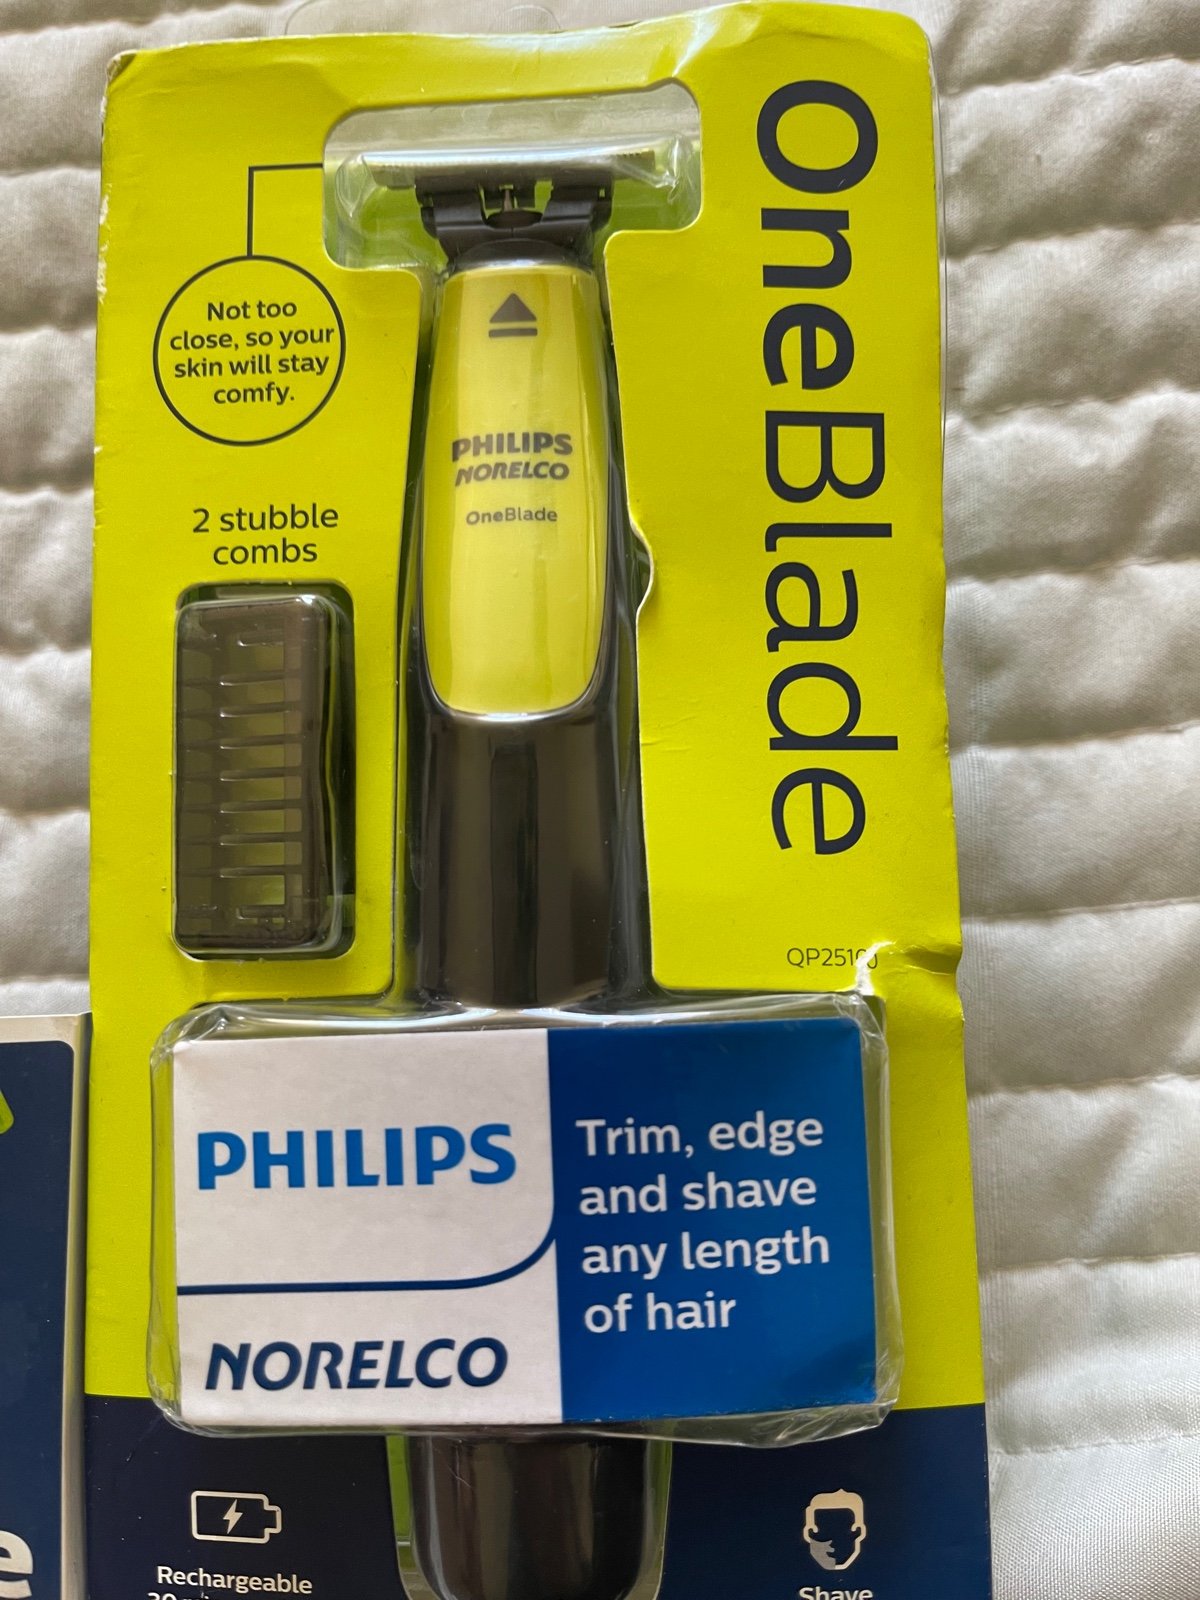 OneBlade
Not too
close, so your
skin will stay
comfy.
PHILIPS
NORELCO
OneBlade
2 stubble
combs
PHILIPS
NORELCO
Trim, edge
and shave
any length
of hair
Rechargeable
Shave